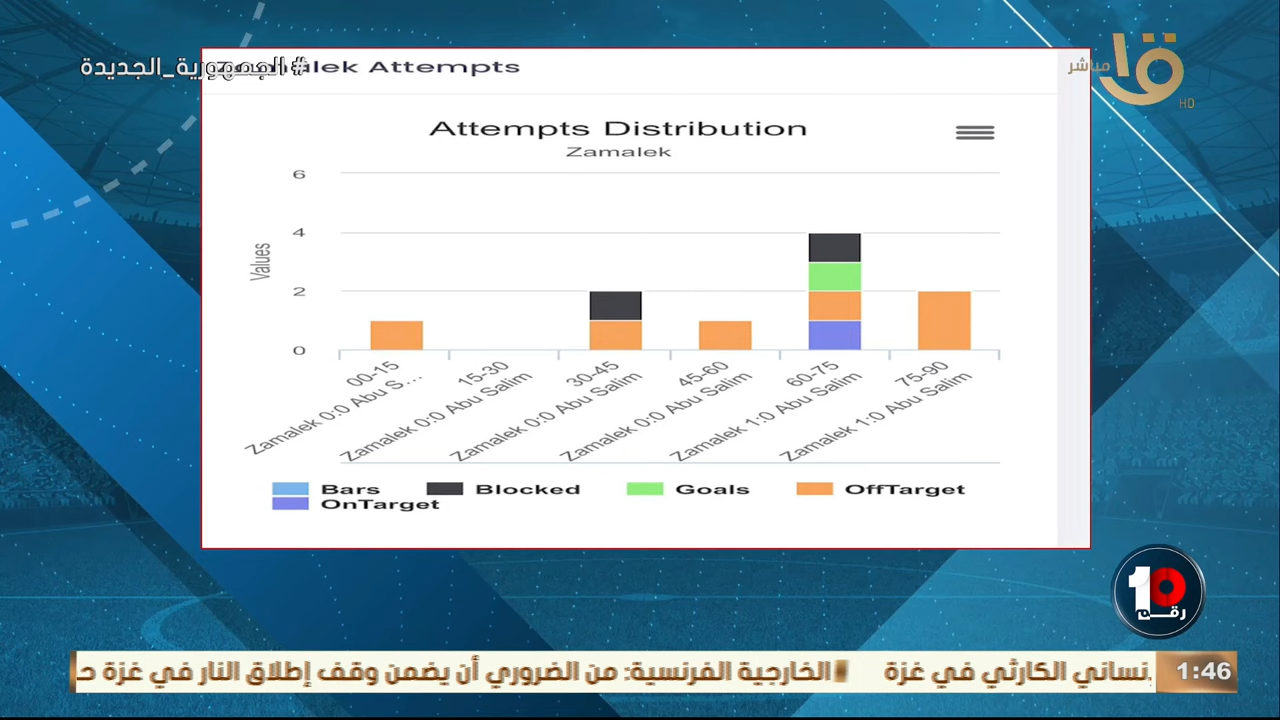 #الجمهورية_الجديدة
lek Attempts
مباشر
HD
Attempts Distribution
Zamalek
6
4
2
0
Values
00-15
Zamalek 0:0 Abu S...
15-30
Zamalek 0:0 Abu Salim
30-45
Zamalek 0:0 Abu Salim
45-60
Zamalek 0:0 Abu Salim
60-75
Zamalek 1:0 Abu Salim
75-90
Zamalek 1:0 Abu Salim
Bars
Blocked
Goals
OffTarget
OnTarget
10
رقم
نساني الكارثي في غزة
الخارجية الفرنسية: من الضروري أن يضمن وقف إطلاق النار في غزة حـ
1:46